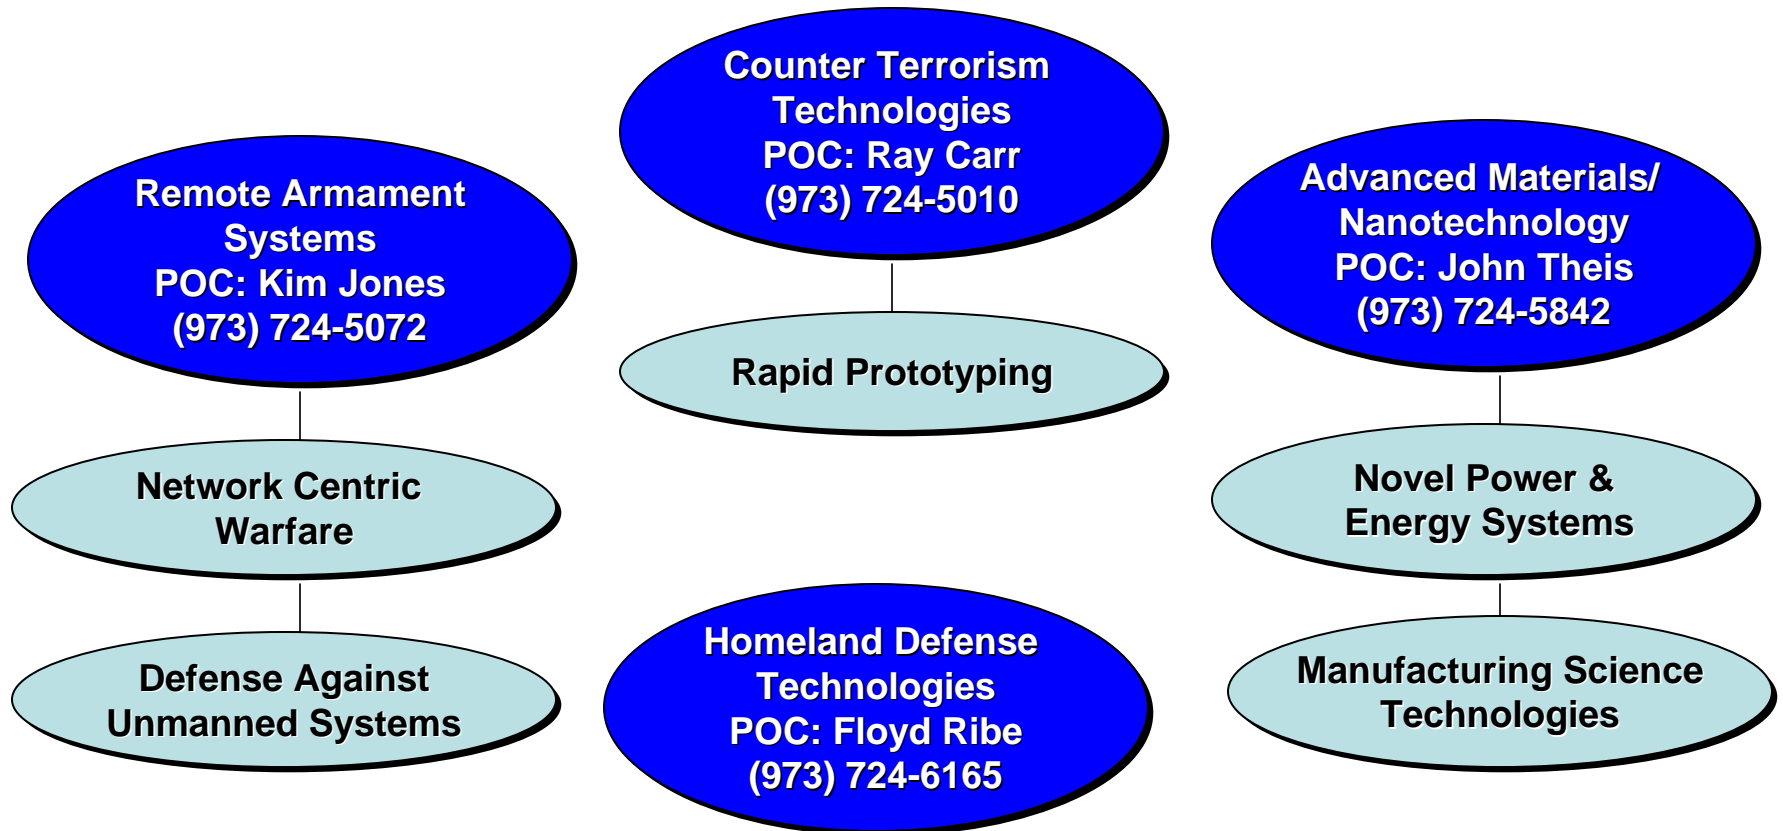 Counter Terrorism
Technologies
POC: Ray Carr
(973) 724-5010
Rapid Prototyping
Remote Armament
Systems
POC: Kim Jones
(973) 724-5072
Network Centric
Warfare
Defense Against
Unmanned Systems
Advanced Materials/
Nanotechnology
POC: John Theis
(973) 724-5842
Novel Power &
Energy Systems
Manufacturing Science
Technologies
Homeland Defense
Technologies
POC: Floyd Ribe
(973) 724-6165